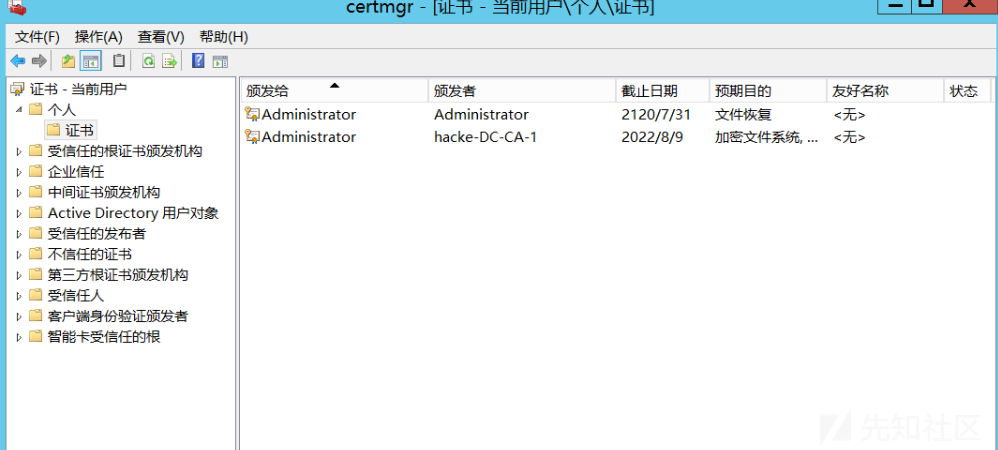 certmgr - [证书 - 当前用户\个人\证书]
文件(F) 操作(A) 查看(V) 帮助(H)
证书 - 当前用户
个人
证书
受信任的根证书颁发机构
企业信任
中间证书颁发机构
Active Directory 用户对象
受信任的发布者
不信任的证书
第三方根证书颁发机构
受信任人
客户端身份验证颁发者
智能卡受信任的根
颁发给 颁发者 截止日期 预期目的 友好名称 状态
Administrator Administrator 2120/7/31 文件恢复 <无>
Administrator hacke-DC-CA-1 2022/8/9 加密文件系统, ... <无>
先知社区